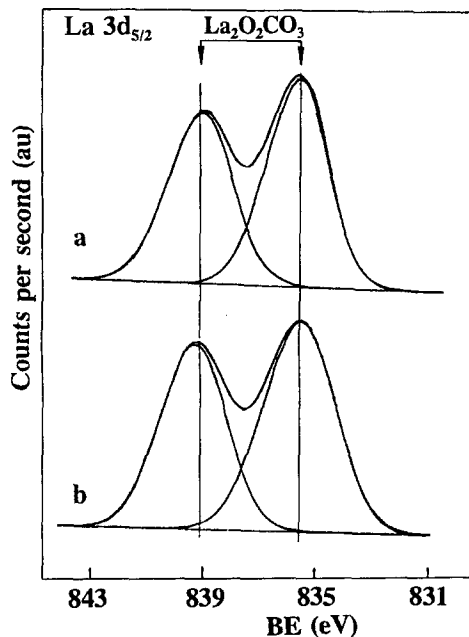 La 3d₅/₂ La₂O₂CO₃
Counts per second (au)
a
b
843 839 835 831
BE (eV)